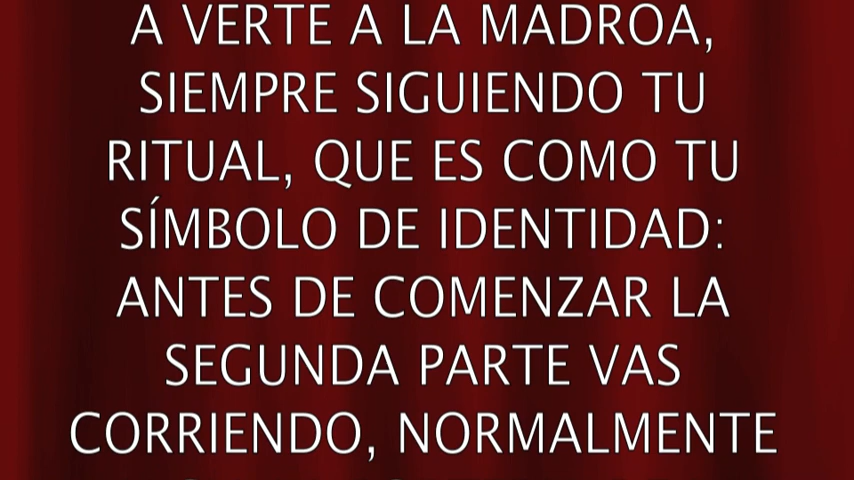 A VERTE A LA MADROA,
SIEMPRE SIGUIENDO TU
RITUAL, QUE ES COMO TU
SÍMBOLO DE IDENTIDAD:
ANTES DE COMENZAR LA
SEGUNDA PARTE VAS
CORRIENDO, NORMALMENTE